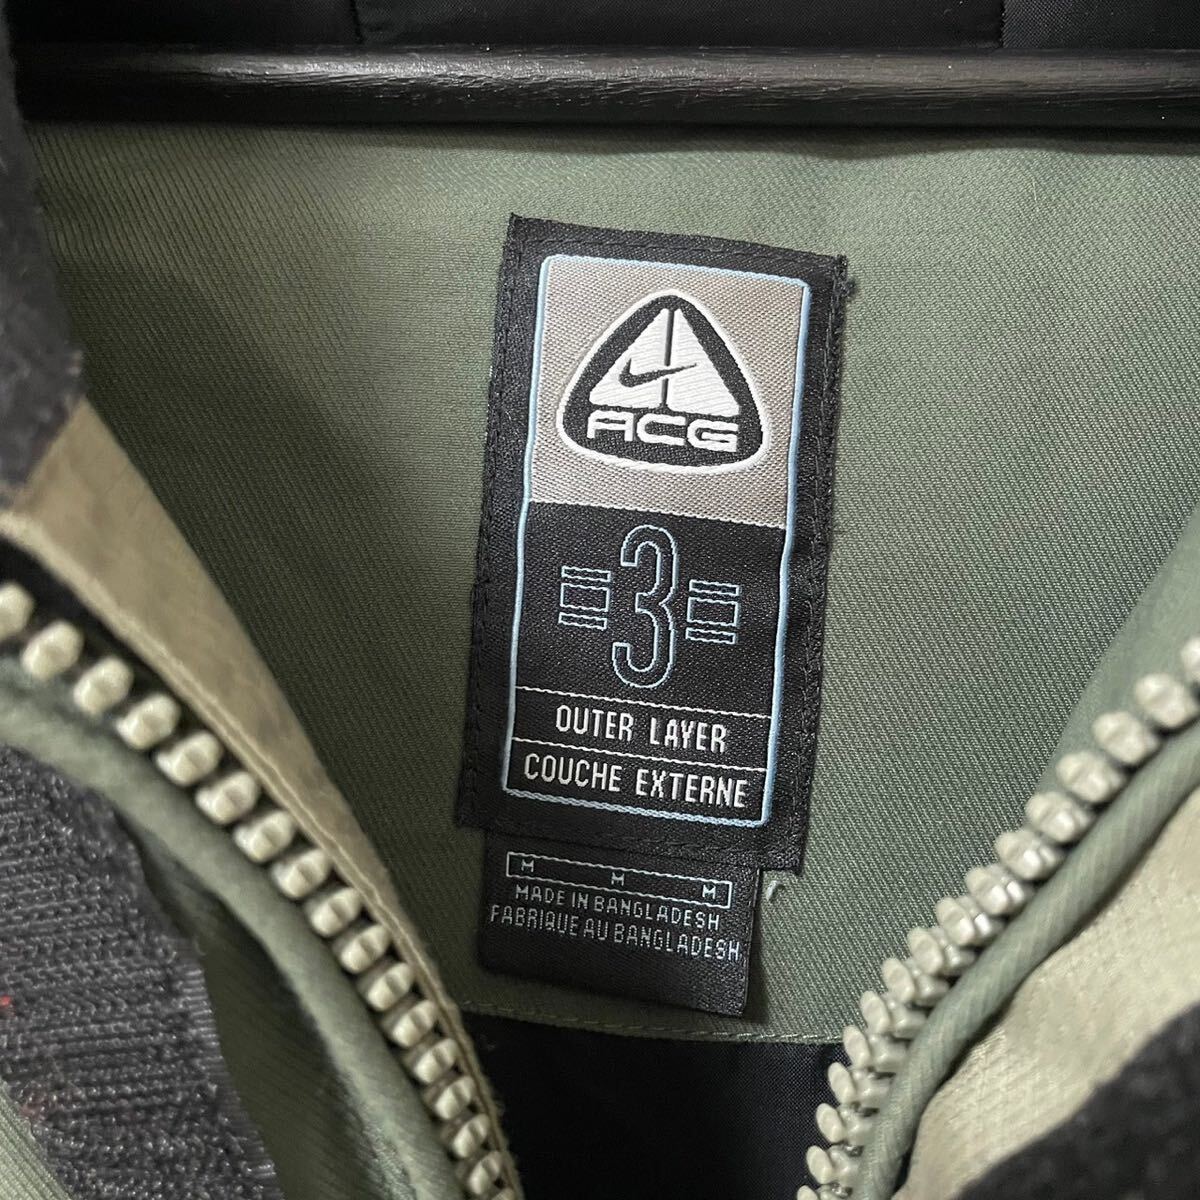 ACG
3
OUTER LAYER
COUCHE EXTERNE
M M M
MADE IN BANGLADESH
FABRIQUE AU BANGLADESH